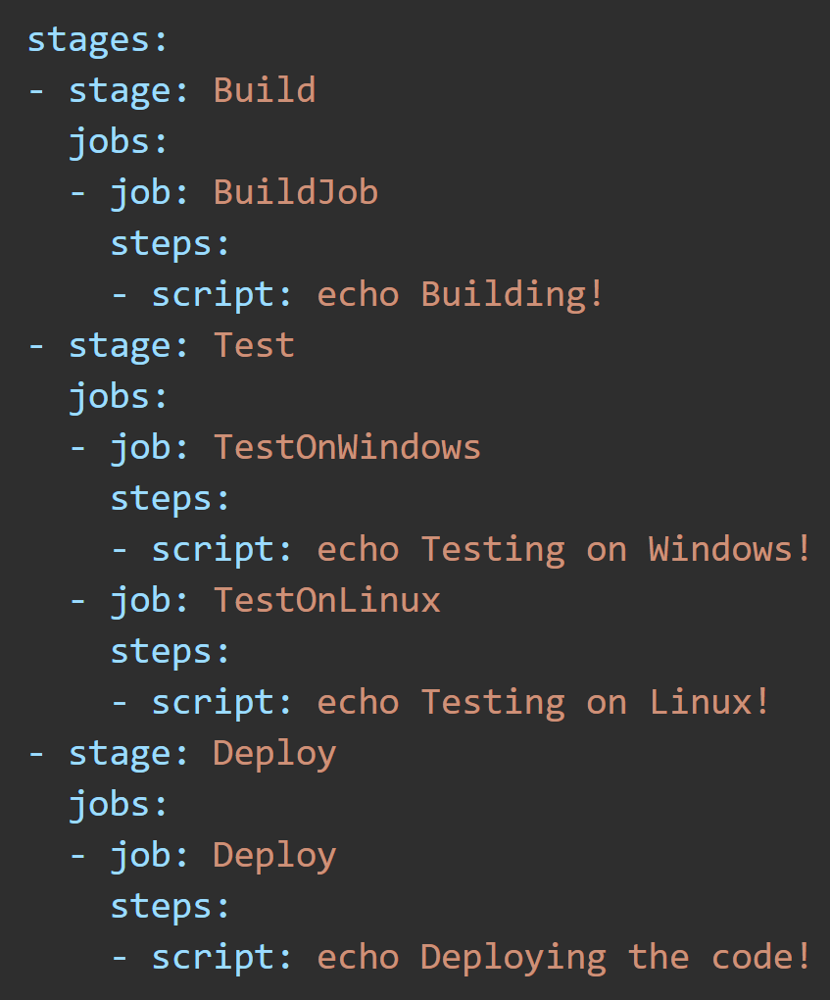 stages:
- stage: Build
  jobs:
  - job: BuildJob
    steps:
    - script: echo Building!
- stage: Test
  jobs:
  - job: TestOnWindows
    steps:
    - script: echo Testing on Windows!
  - job: TestOnLinux
    steps:
    - script: echo Testing on Linux!
- stage: Deploy
  jobs:
  - job: Deploy
    steps:
    - script: echo Deploying the code!